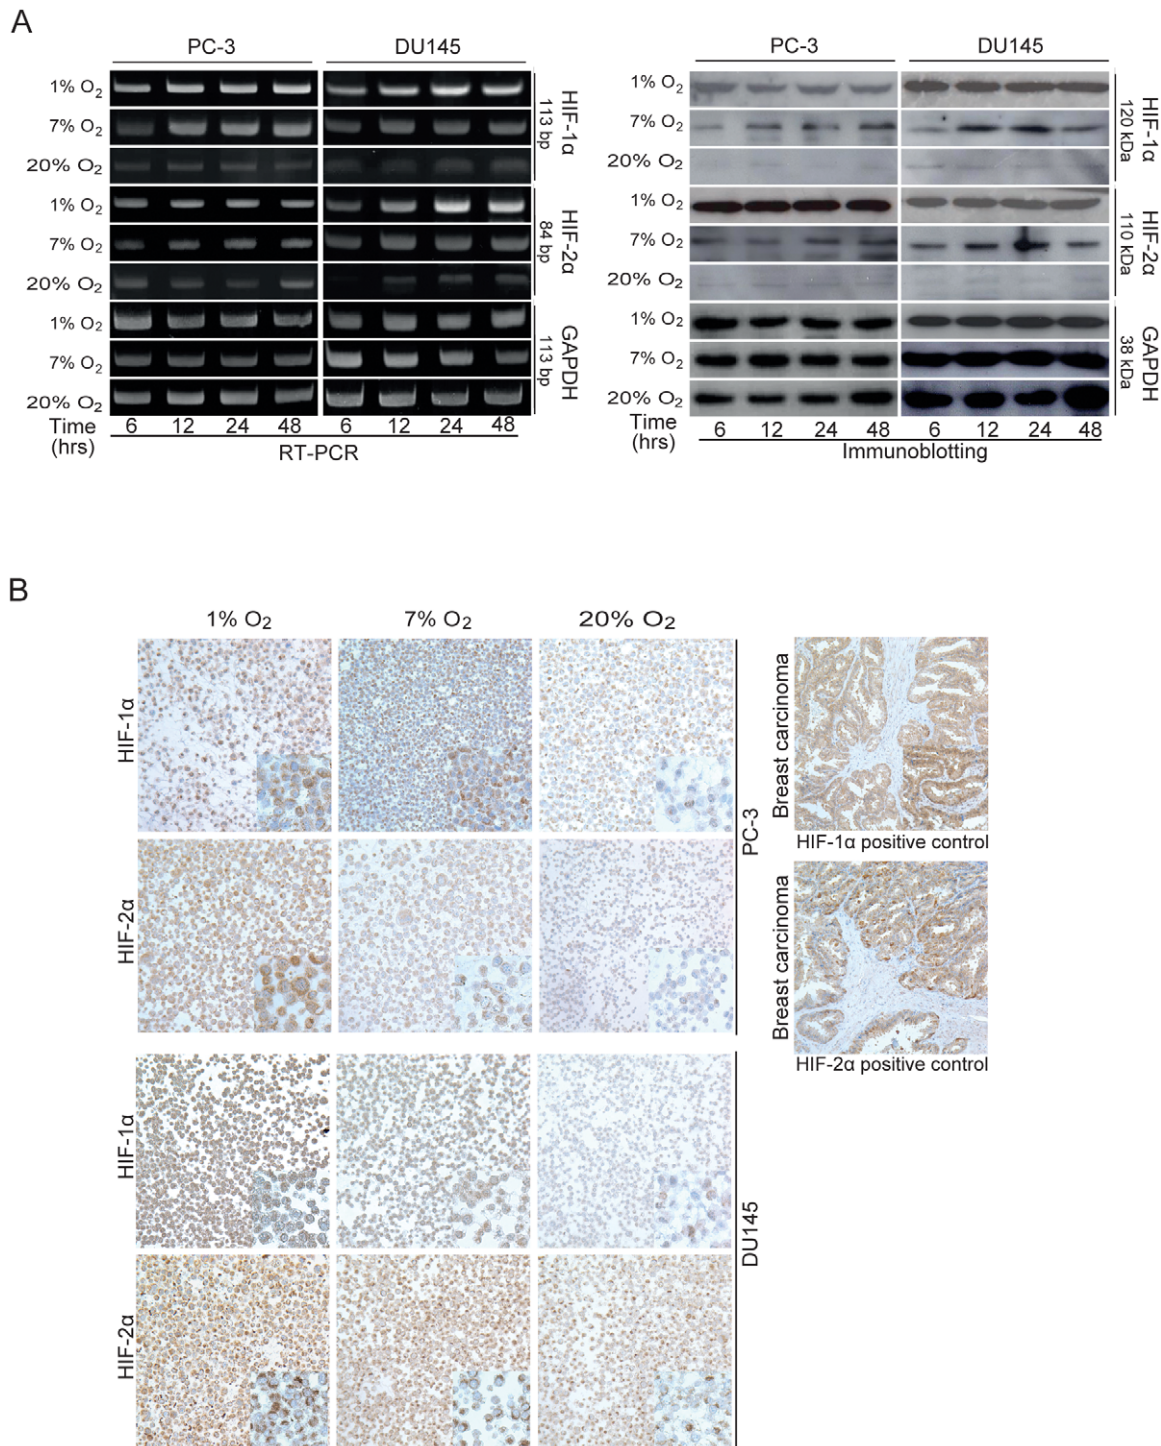 A
PC-3 DU145
1% O2
7% O2
20% O2
HIF-1α
113 bp
1% O2
7% O2
20% O2
HIF-2α
84 bp
1% O2
7% O2
20% O2
GAPDH
113 bp
Time (hrs)
6 12 24 48 6 12 24 48
RT-PCR
PC-3 DU145
1% O2
7% O2
20% O2
HIF-1α
120 kDa
1% O2
7% O2
20% O2
HIF-2α
110 kDa
1% O2
7% O2
20% O2
GAPDH
38 kDa
Time (hrs)
6 12 24 48 6 12 24 48
Immunoblotting
B
1% O2 7% O2 20% O2
HIF-1α
HIF-2α
PC-3
HIF-1α
HIF-2α
DU145
Breast carcinoma
HIF-1α positive control
Breast carcinoma
HIF-2α positive control